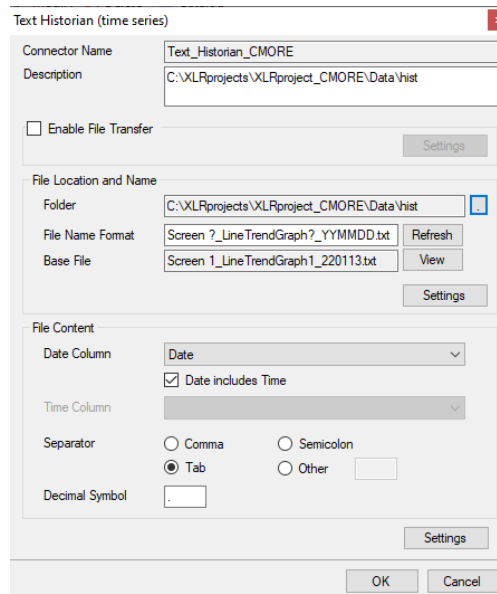 Text Historian (time series)
Connector Name Text_Historian_CMORE
Description C:\XLRprojects\XLRproject_CMORE\Data\hist
Enable File Transfer
Settings
File Location and Name
Folder C:\XLRprojects\XLRproject_CMORE\Data\hist .
File Name Format Screen ?_LineTrendGraph?_YYMMDD.txt Refresh
Base File Screen 1_LineTrendGraph1_220113.txt View
Settings
File Content
Date Column Date
Date includes Time
Time Column
Separator Comma Semicolon
Tab Other
Decimal Symbol .
Settings
OK Cancel